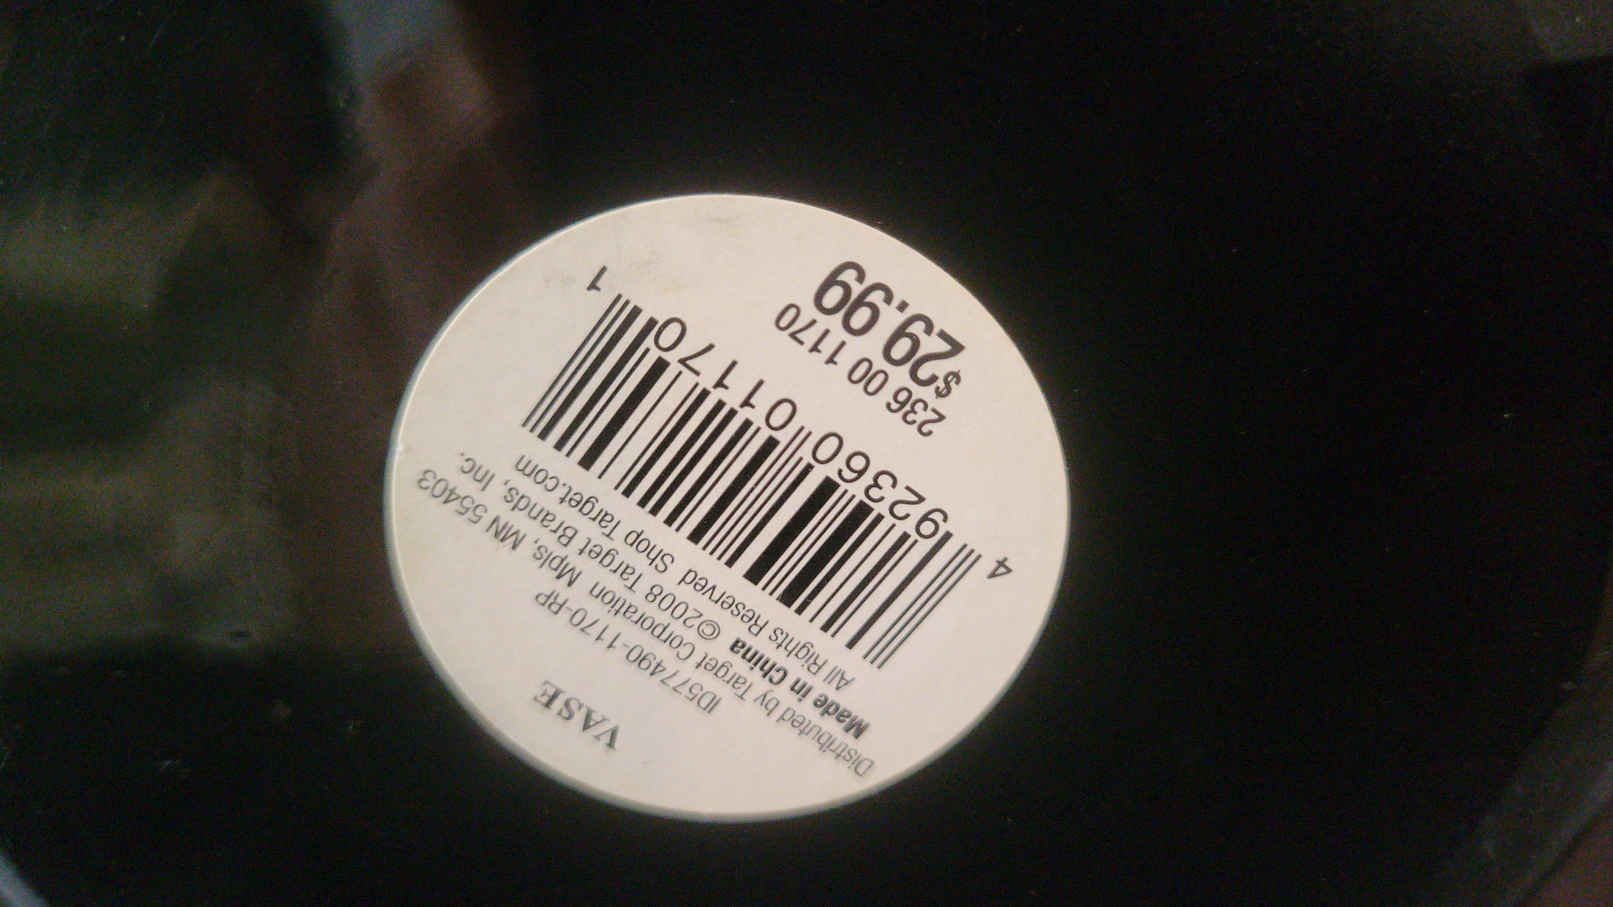 VASE
ID577490-1170-RP
Distributed by Target Corporation Mpls, MN 55403
Made in China ©2008 Target Brands, Inc.
All Rights Reserved Shop Target.com
4 92360 01170 1
236 00 1170
$29.99